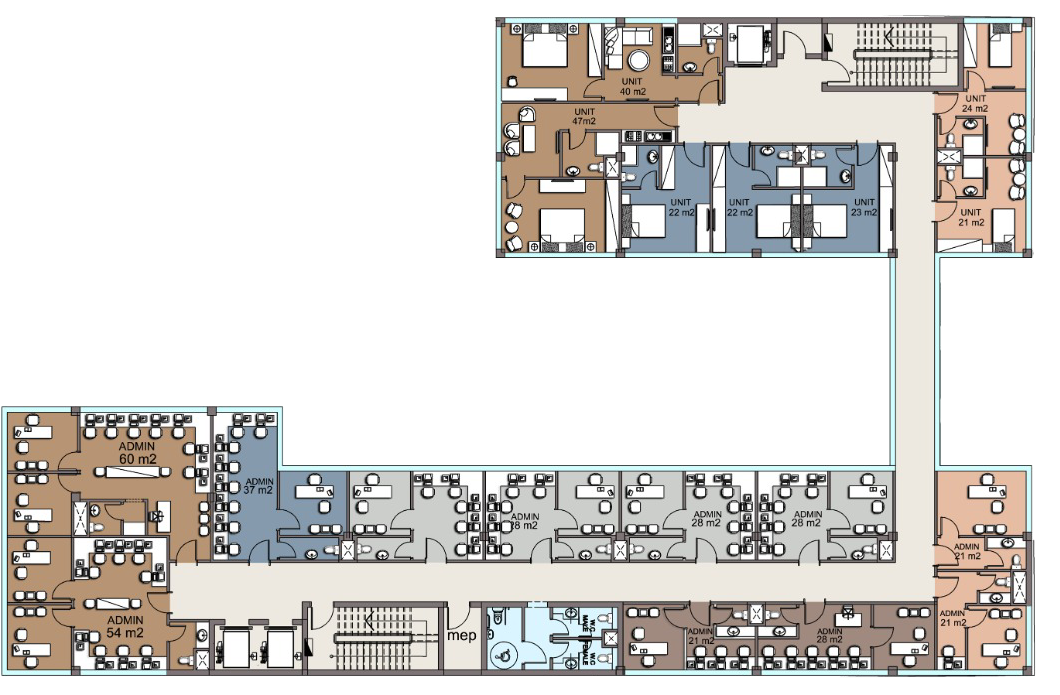 UNIT
40 m2
UNIT
47m2
UNIT
24 m2
UNIT
22 m2
UNIT
22 m2
UNIT
23 m2
UNIT
21 m2
ADMIN
60 m2
ADMIN
37 m2
ADMIN
28 m2
ADMIN
28 m2
ADMIN
28 m2
ADMIN
21 m2
ADMIN
54 m2
mep
W.C
MALE
W.C
FEMALE
ADMIN
21 m2
ADMIN
28 m2
ADMIN
21 m2